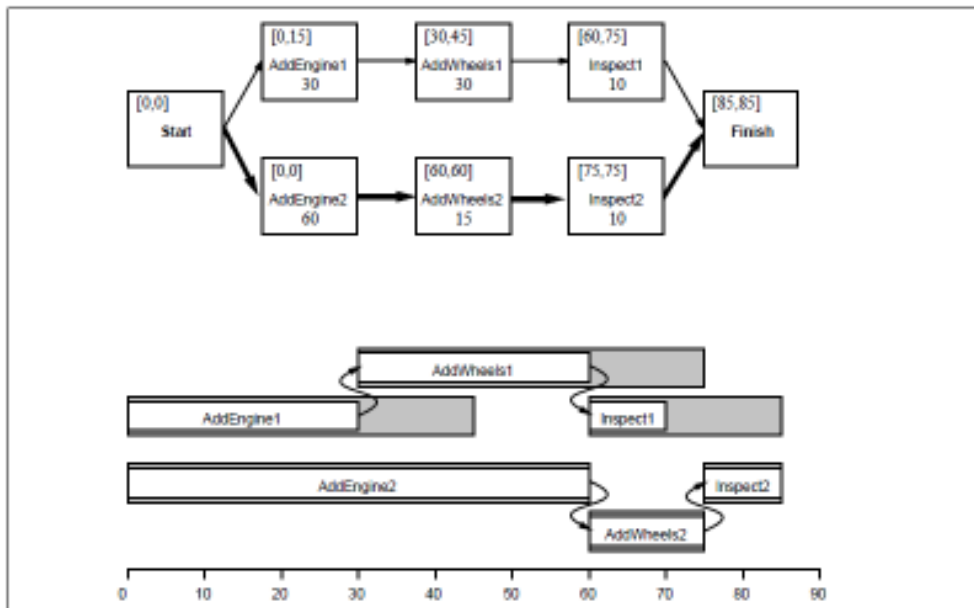 [0,15]
AddEngine1
30
[30,45]
AddWheels1
30
[60,75]
Inspect1
10
[0,0]
Start
[85,85]
Finish
[0,0]
AddEngine2
60
[60,60]
AddWheels2
15
[75,75]
Inspect2
10
AddWheels1
AddEngine1
Inspect1
AddEngine2
Inspect2
AddWheels2
0 10 20 30 40 50 60 70 80 90